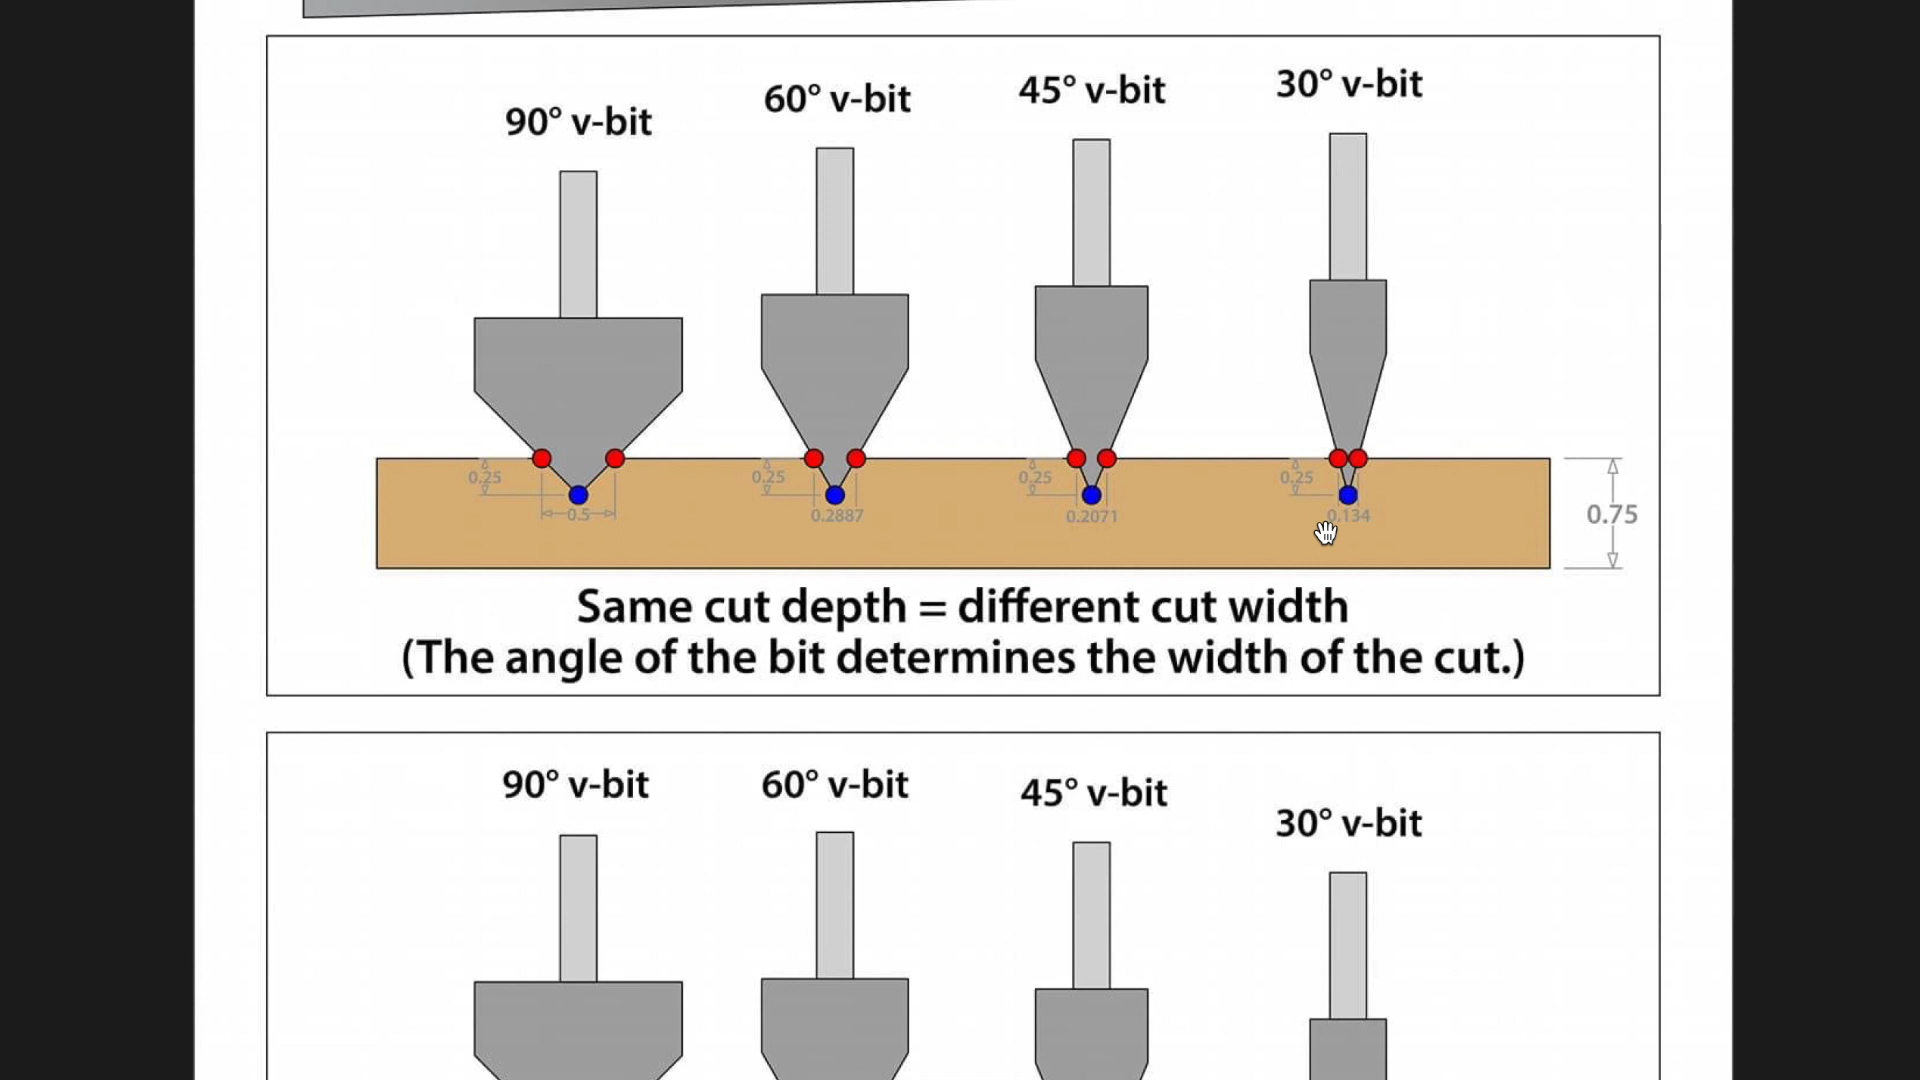 90° v-bit
60° v-bit
45° v-bit
30° v-bit
0.25
0.25
0.25
0.25
0.5
0.2887
0.2071
0.134
0.75
Same cut depth = different cut width
(The angle of the bit determines the width of the cut.)
90° v-bit
60° v-bit
45° v-bit
30° v-bit